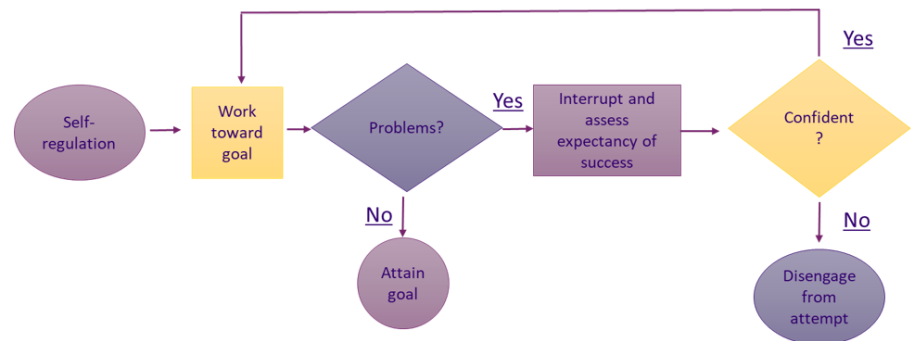 Yes
Self-
regulation
Work
toward
goal
Problems?
Yes
Interrupt and
assess
expectancy of
success
Confident
?
No
Attain
goal
No
Disengage
from
attempt